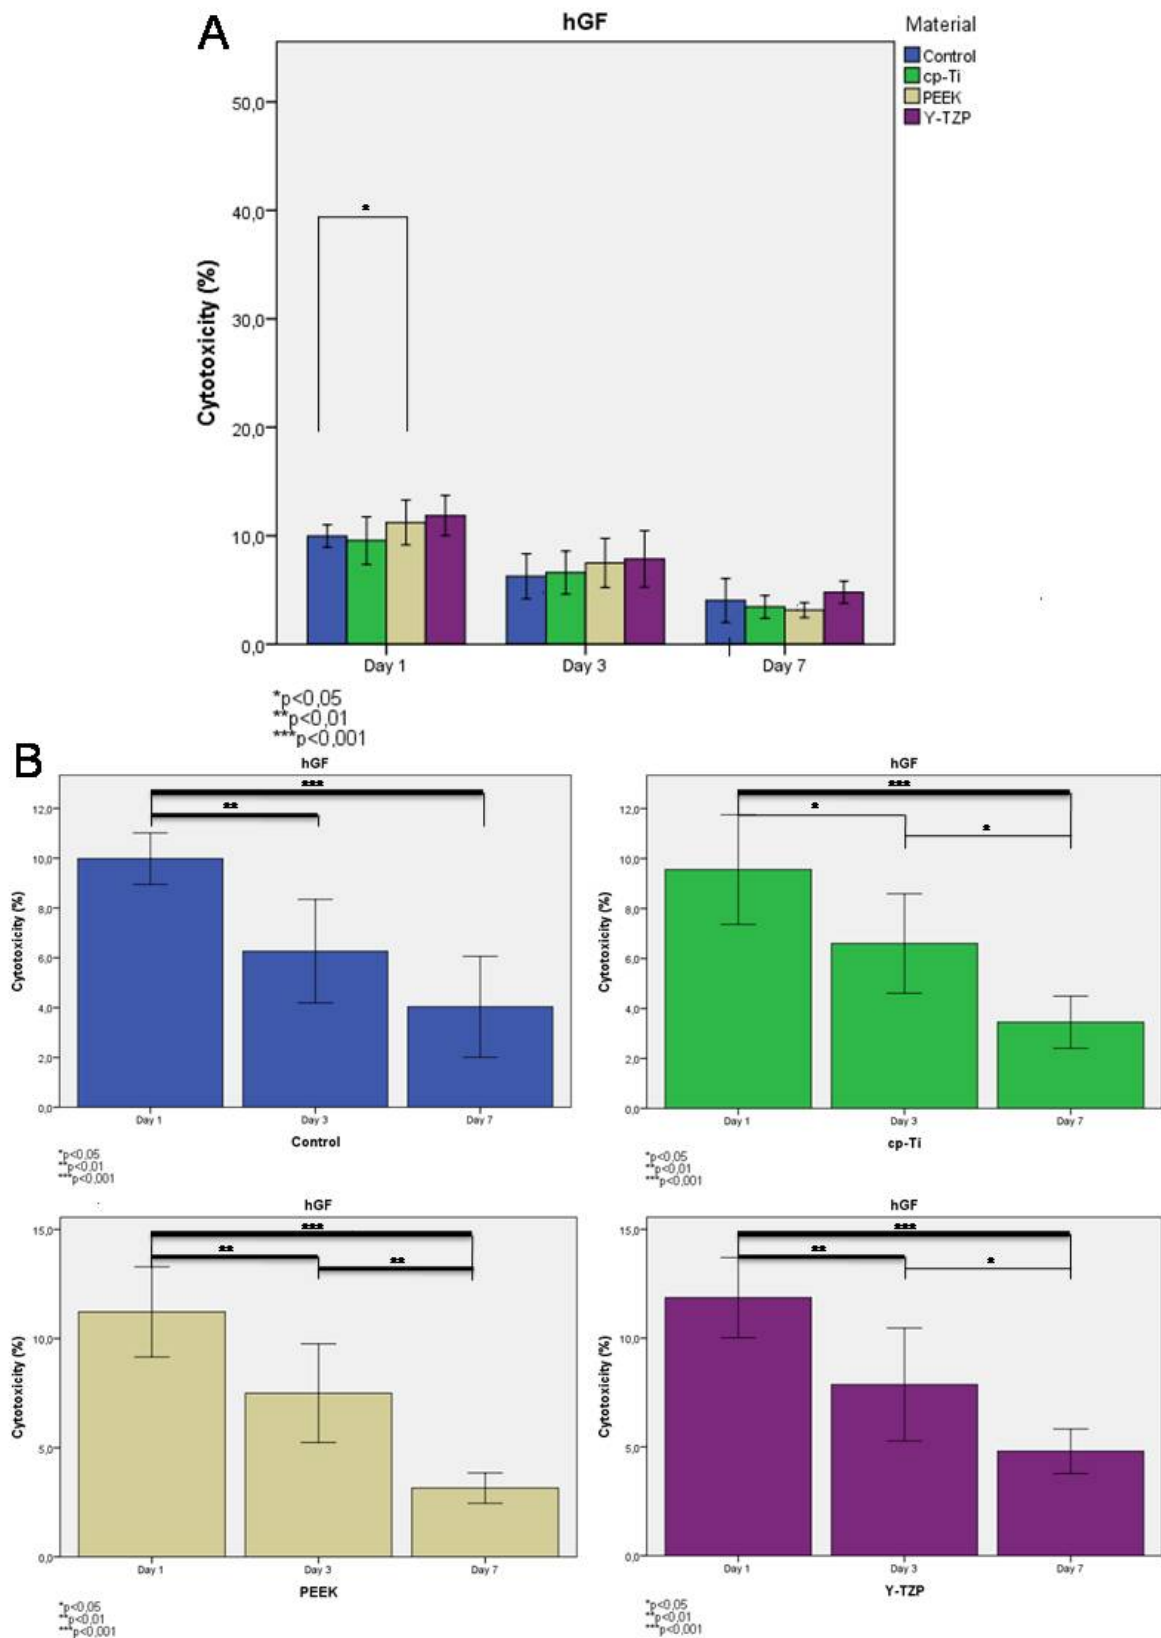 A
hGF
Material
Control
cp-Ti
PEEK
Y-TZP
Cytotoxicity (%)
50,0
40,0
30,0
20,0
10,0
0,0
*
Day 1
Day 3
Day 7
*p<0,05
**p<0,01
***p<0,001
B
hGF
***
**
12,0
10,0
8,0
6,0
4,0
2,0
0,0
Cytotoxicity (%)
Day 1
Day 3
Day 7
Control
*p<0,05
**p<0,01
***p<0,001
hGF
***
*
*
12,0
10,0
8,0
6,0
4,0
2,0
0,0
Cytotoxicity (%)
Day 1
Day 3
Day 7
cp-Ti
*p<0,05
**p<0,01
***p<0,001
hGF
***
**
**
15,0
10,0
5,0
0,0
Cytotoxicity (%)
Day 1
Day 3
Day 7
PEEK
*p<0,05
**p<0,01
***p<0,001
hGF
***
**
*
15,0
10,0
5,0
0,0
Cytotoxicity (%)
Day 1
Day 3
Day 7
Y-TZP
*p<0,05
**p<0,01
***p<0,001